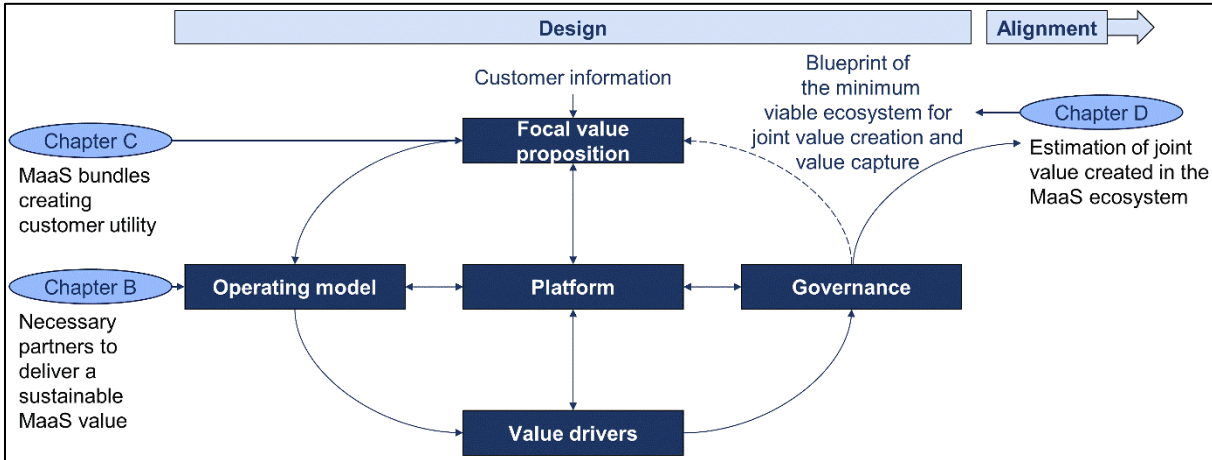 Design
Alignment
Customer information
Blueprint of
the minimum
viable ecosystem for
joint value creation and
value capture
Chapter C
MaaS bundles
creating
customer utility
Focal value
proposition
Chapter D
Estimation of joint
value created in the
MaaS ecosystem
Chapter B
Necessary
partners to
deliver a
sustainable
MaaS value
Operating model
Platform
Governance
Value drivers